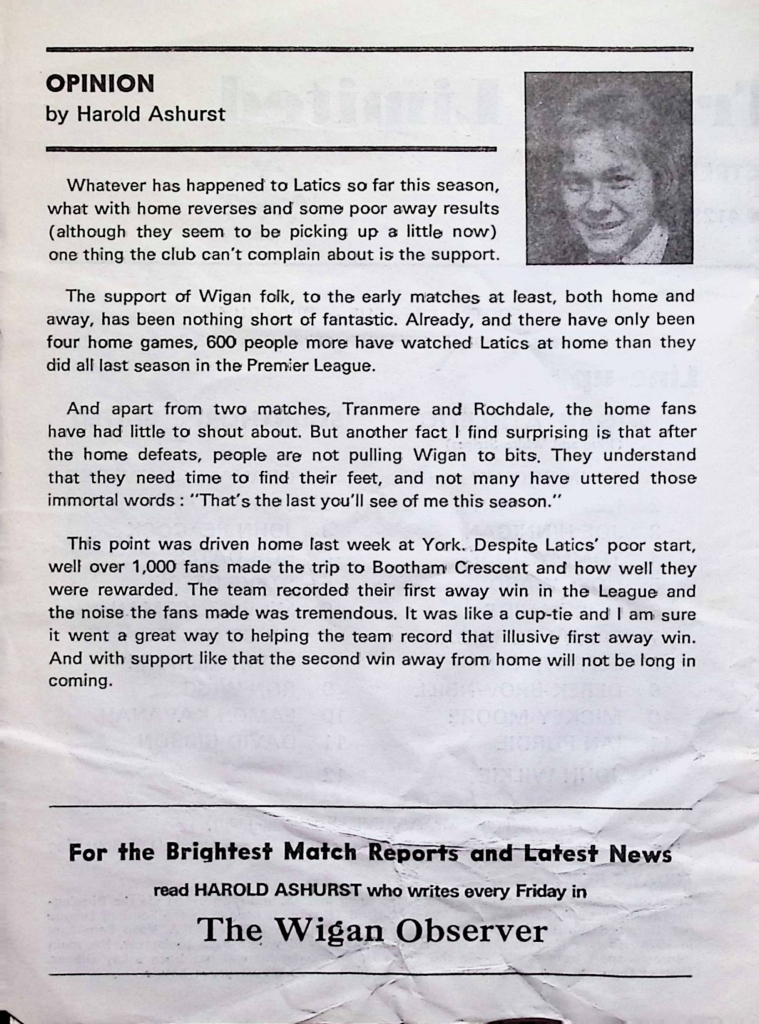 OPINION
by Harold Ashurst
Whatever has happened to Latics so far this season,
what with home reverses and some poor away results
(although they seem to be picking up a little now)
one thing the club can't complain about is the support.
The support of Wigan folk, to the early matches at least, both home and
away, has been nothing short of fantastic. Already, and there have only been
four home games, 600 people more have watched Latics at home than they
did all last season in the Premier League.
And apart from two matches, Tranmere and Rochdale, the home fans
have had little to shout about. But another fact I find surprising is that after
the home defeats, people are not pulling Wigan to bits. They understand
that they need time to find their feet, and not many have uttered those
immortal words : "That's the last you'll see of me this season."
This point was driven home last week at York. Despite Latics' poor start,
well over 1,000 fans made the trip to Bootham Crescent and how well they
were rewarded. The team recorded their first away win in the League and
the noise the fans made was tremendous. It was like a cup-tie and I am sure
it went a great way to helping the team record that illusive first away win.
And with support like that the second win away from home will not be long in
coming.
For the Brightest Match Reports and Latest News
read HAROLD ASHURST who writes every Friday in
The Wigan Observer